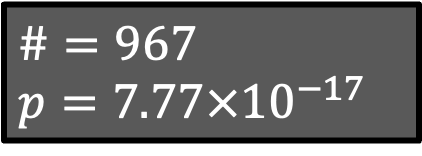 # = 967
p = 7.77×10⁻¹⁷